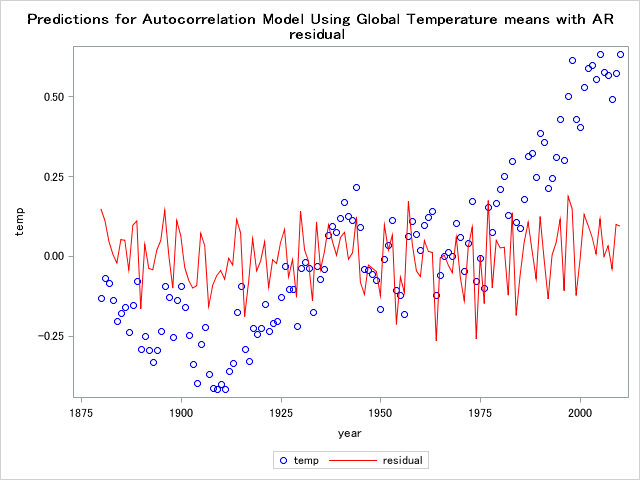 Predictions for Autocorrelation Model Using Global Temperature means with AR
residual
0.50
0.25
0.00
-0.25
temp
1875 1900 1925 1950 1975 2000
year
temp residual